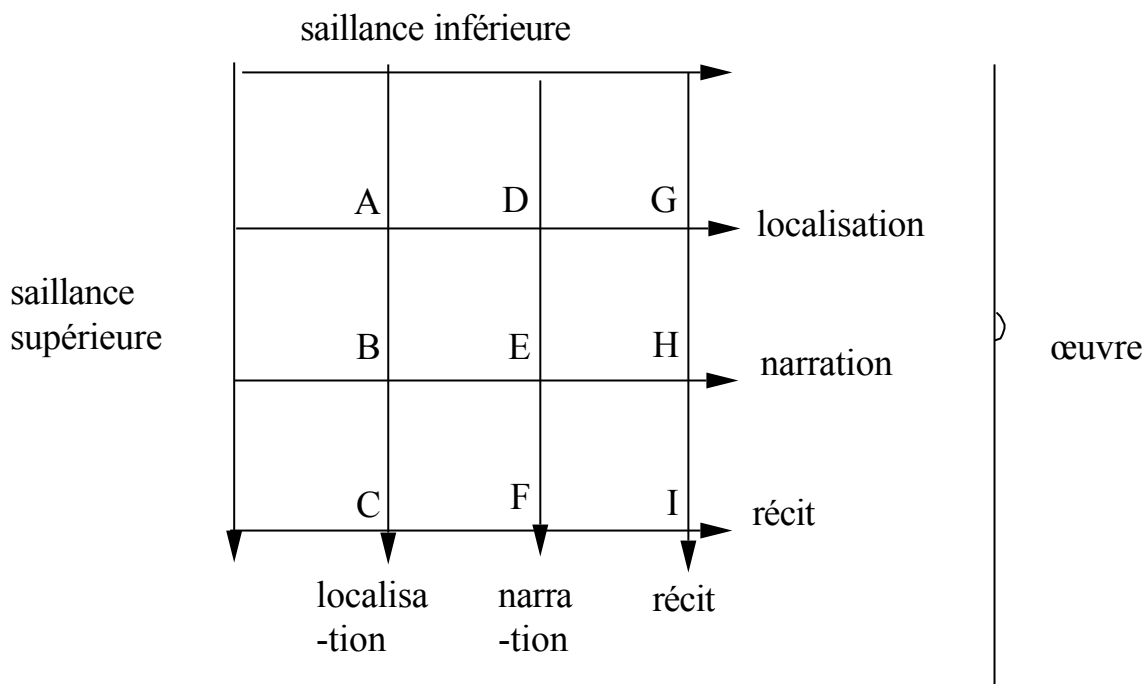 saillance inférieure
A D G
localisation
saillance
supérieure
B E H
œuvre
narration
C F I
récit
localisa
-tion
narra
-tion
récit